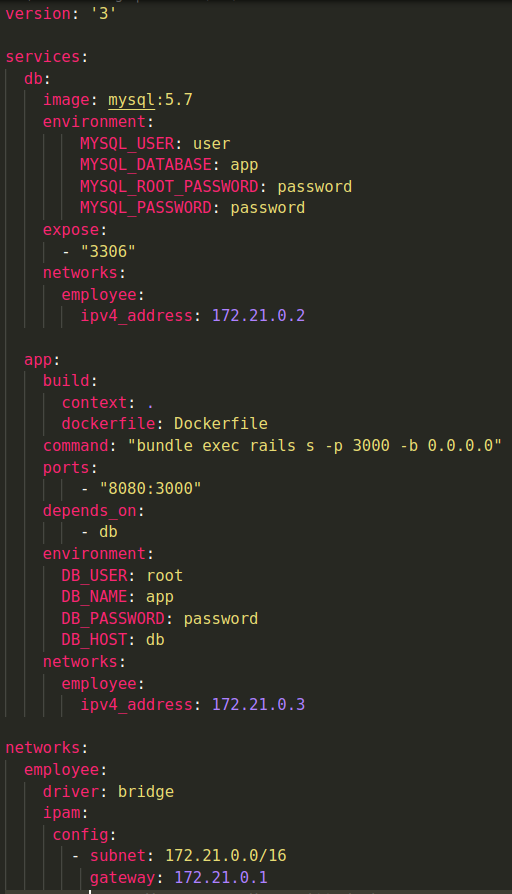 version: '3'
services:
db:
image: mysql:5.7
environment:
MYSQL_USER: user
MYSQL_DATABASE: app
MYSQL_ROOT_PASSWORD: password
MYSQL_PASSWORD: password
expose:
- "3306"
networks:
employee:
ipv4_address: 172.21.0.2
app:
build:
context: .
dockerfile: Dockerfile
command: "bundle exec rails s -p 3000 -b 0.0.0.0"
ports:
- "8080:3000"
depends_on:
- db
environment:
DB_USER: root
DB_NAME: app
DB_PASSWORD: password
DB_HOST: db
networks:
employee:
ipv4_address: 172.21.0.3
networks:
employee:
driver: bridge
ipam:
config:
- subnet: 172.21.0.0/16
gateway: 172.21.0.1